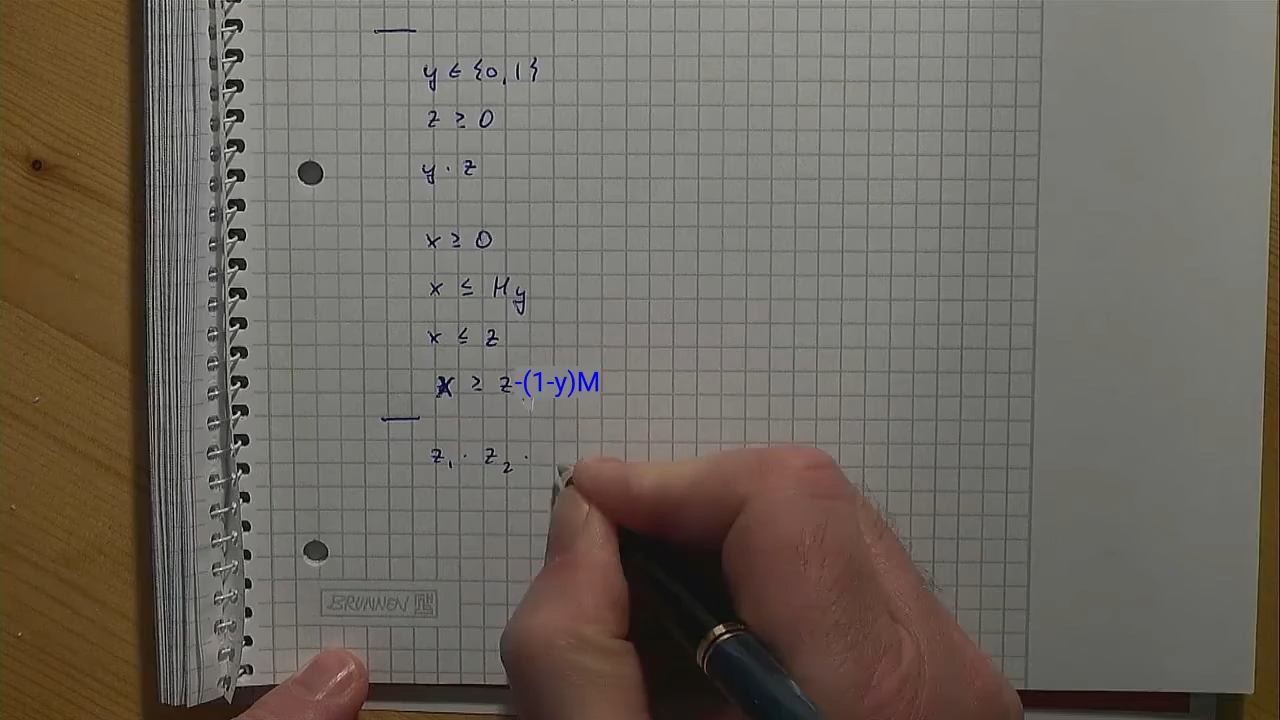 y ∈ {0,1}
z ≥ 0
y · z
x ≥ 0
x ≤ My
x ≤ z
x ≥ z-(1-y)M
z₁ · z₂ ·
BRUNNEN